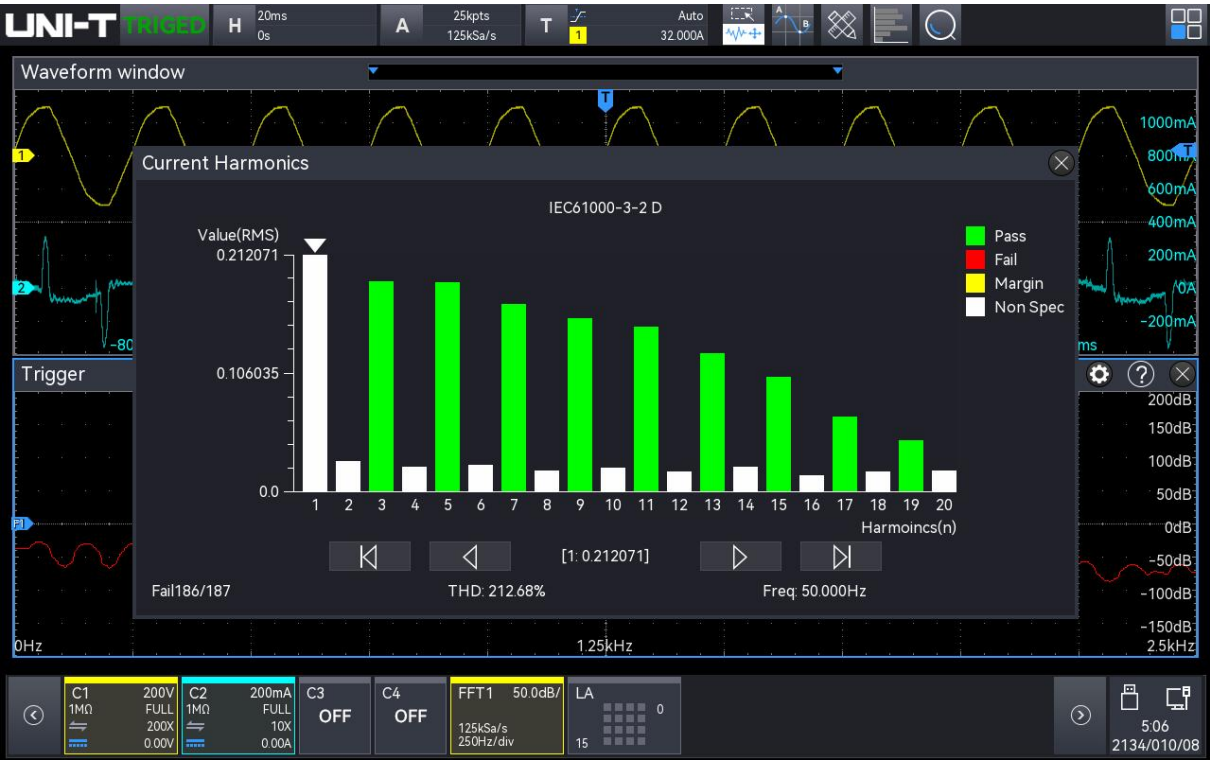 UNI-T TRIGED H 20ms 0s A 25kpts 125kSa/s T 1 Auto 32.000A A B
Waveform window
T
1000mA
1
800mA
T
600mA
400mA
200mA
2
0A
-200mA
-80
ms
Current Harmonics
IEC61000-3-2 D
Value(RMS)
0.212071
0.106035
0.0
Pass
Fail
Margin
Non Spec
1 2 3 4 5 6 7 8 9 10 11 12 13 14 15 16 17 18 19 20
Harmoincs(n)
[1: 0.212071]
Fail186/187 THD: 212.68% Freq: 50.000Hz
Trigger
?
200dB
150dB
100dB
50dB
0dB
-50dB
-100dB
-150dB
0Hz 1.25kHz 2.5kHz
C1 200V
1MΩ FULL
200X
0.00V
C2 200mA
1MΩ FULL
10X
0.00A
C3
OFF
C4
OFF
FFT1 50.0dB/
125kSa/s
250Hz/div
LA
0
15
5:06
2134/010/08